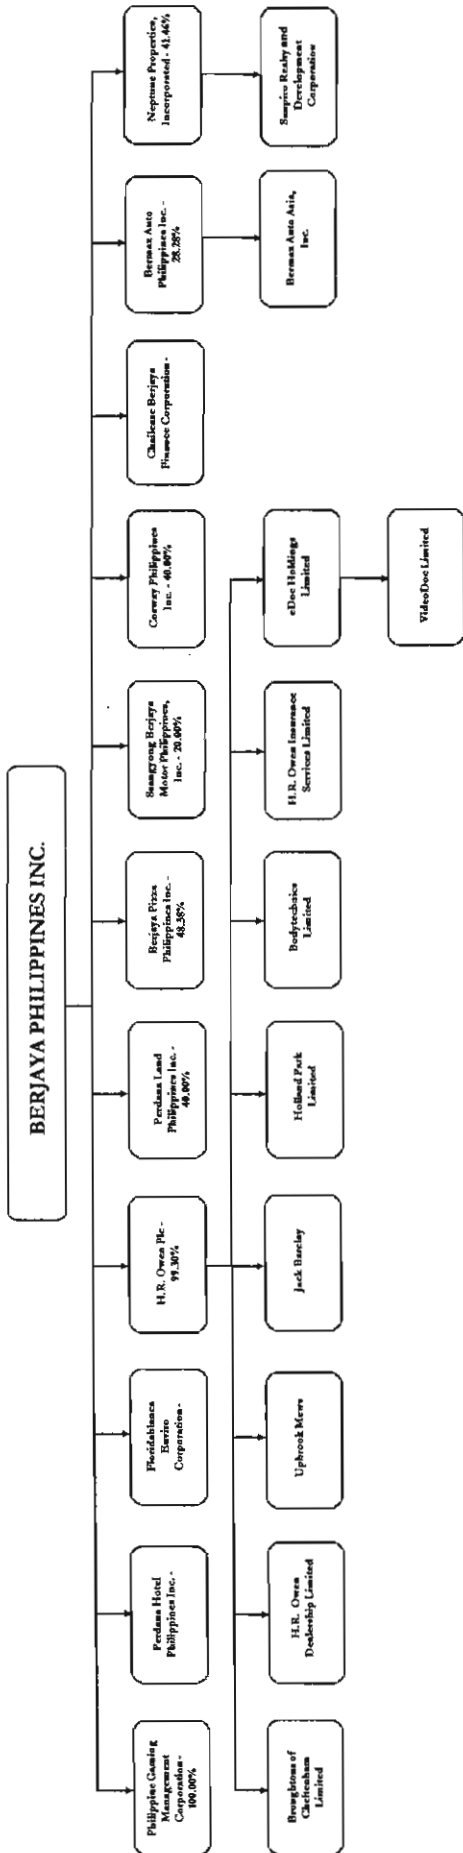 BERJAYA PHILIPPINES INC.
Philippine Gaming
Management
Corporation -
100.00%
Perdana Hotel
Philippines Inc. -
Floridablanca
Enviro
Corporation -
H.R. Owen Plc -
99.30%
Perdana Land
Philippines Inc. -
40.00%
Berjaya Pizza
Philippines Inc. -
48.38%
Ssangyong Berjaya
Motor Philippines,
Inc. - 20.00%
Cosway Philippines
Inc. - 40.00%
Chailease Berjaya
Finance Corporation -
Bermaz Auto
Philippines Inc. -
28.28%
Neptune Properties,
Incorporated - 41.46%
Broughtons of
Cheltenham
Limited
H.R. Owen
Dealership Limited
Upbrook Mews
Jack Barclay
Holland Park
Limited
Bodytechnics
Limited
H.R. Owen Insurance
Services Limited
eDoc Holdings
Limited
Bermaz Auto Asia,
Inc.
Sanpiro Realty and
Development
Corporation
VideoDoc Limited